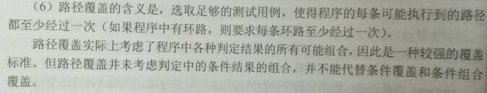 （6）路径覆盖的含义是，选取足够的测试用例，使得程序的每条可能执行到的路径
都至少经过一次（如果程序中有环路，则要求每条环路至少经过一次）。
路径覆盖实际上考虑了程序中各种判定结果的所有可能组合，因此是一种较强的覆盖
标准。但路径覆盖并未考虑判定中的条件结果的组合，并不能代替条件覆盖和条件组合
覆盖。